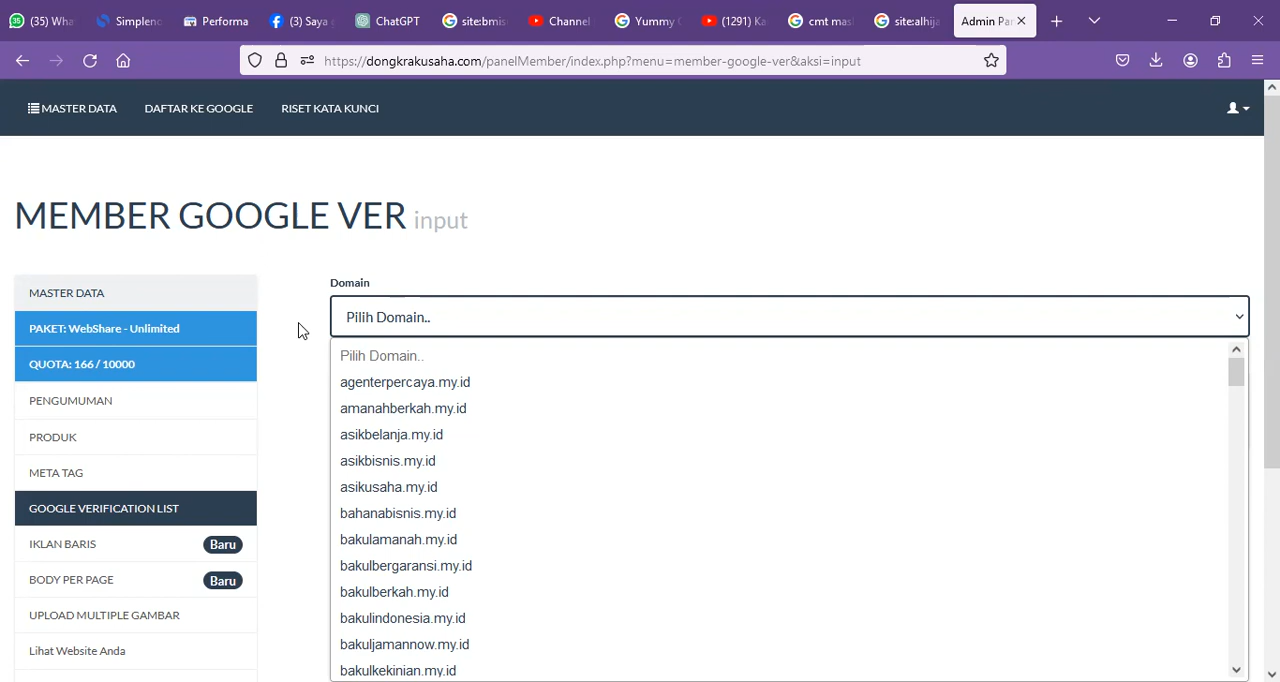 (35) Wha
Simplenc
Performa
(3) Saya
ChatGPT
site:bmis
Channel
Yummy
(1291) Ka
cmt mas
site:alhija
Admin Pa
https://dongkrakusaha.com/panelMember/index.php?menu=member-google-ver&aksi=input
MASTER DATA
DAFTAR KE GOOGLE
RISET KATA KUNCI
MEMBER GOOGLE VER input
MASTER DATA
PAKET: WebShare - Unlimited
QUOTA: 166 / 10000
PENGUMUMAN
PRODUK
META TAG
GOOGLE VERIFICATION LIST
IKLAN BARIS Baru
BODY PER PAGE Baru
UPLOAD MULTIPLE GAMBAR
Lihat Website Anda
Domain
Pilih Domain..
Pilih Domain..
agenterpercaya.my.id
amanahberkah.my.id
asikbelanja.my.id
asikbisnis.my.id
asikusaha.my.id
bahanabisnis.my.id
bakulamanah.my.id
bakulbergaransi.my.id
bakulberkah.my.id
bakulindonesia.my.id
bakuljamannow.my.id
bakulkekinian.my.id